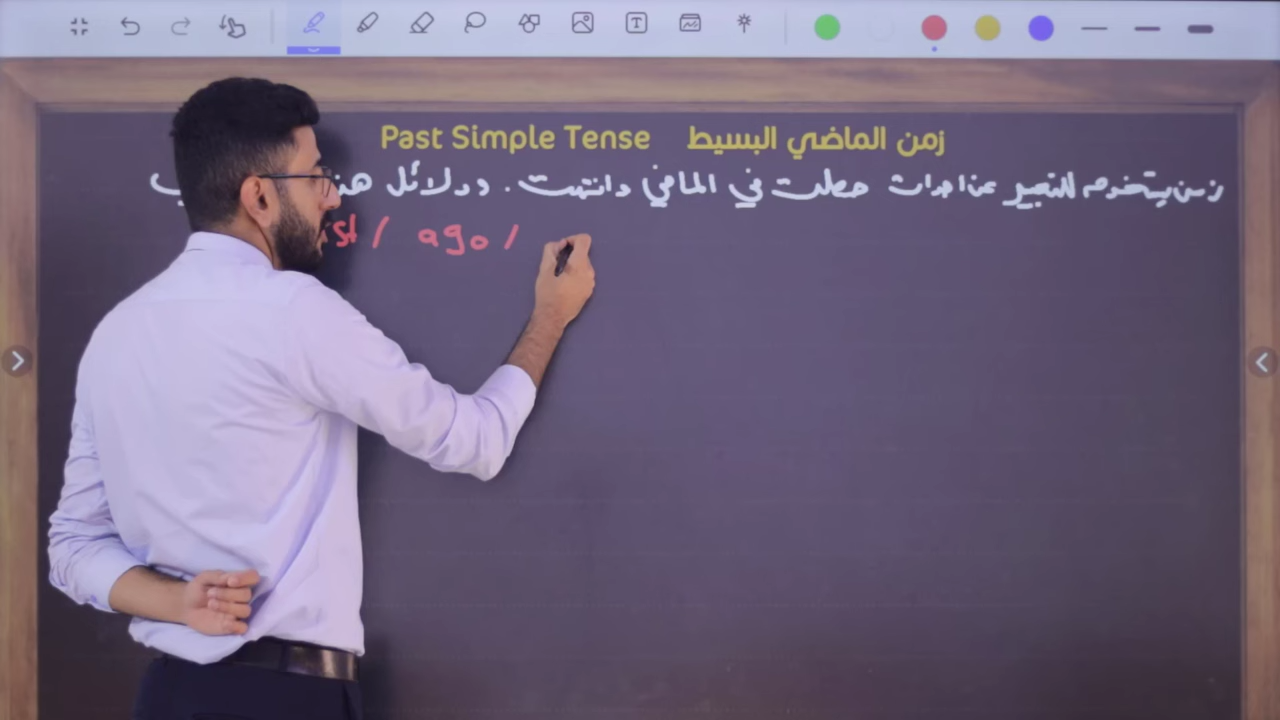 Past Simple Tense زمن الماضي البسيط
زمن يستخدم للتعبير عن احداث حصلت في الماضي وانتهت . ودلائل
st / ago /